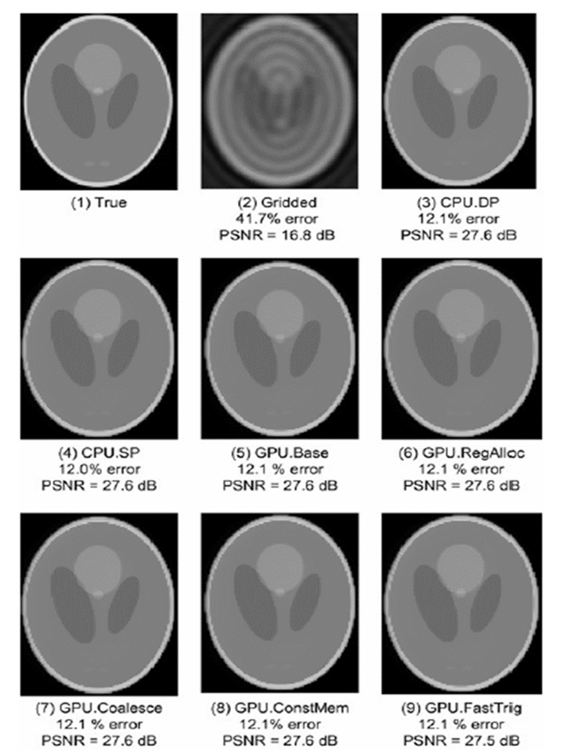 (1) True
(2) Gridded
41.7% error
PSNR = 16.8 dB
(3) CPU.DP
12.1% error
PSNR = 27.6 dB
(4) CPU.SP
12.0% error
PSNR = 27.6 dB
(5) GPU.Base
12.1 % error
PSNR = 27.6 dB
(6) GPU.RegAlloc
12.1 % error
PSNR = 27.6 dB
(7) GPU.Coalesce
12.1 % error
PSNR = 27.6 dB
(8) GPU.ConstMem
12.1% error
PSNR = 27.6 dB
(9) GPU.FastTrig
12.1 % error
PSNR = 27.5 dB